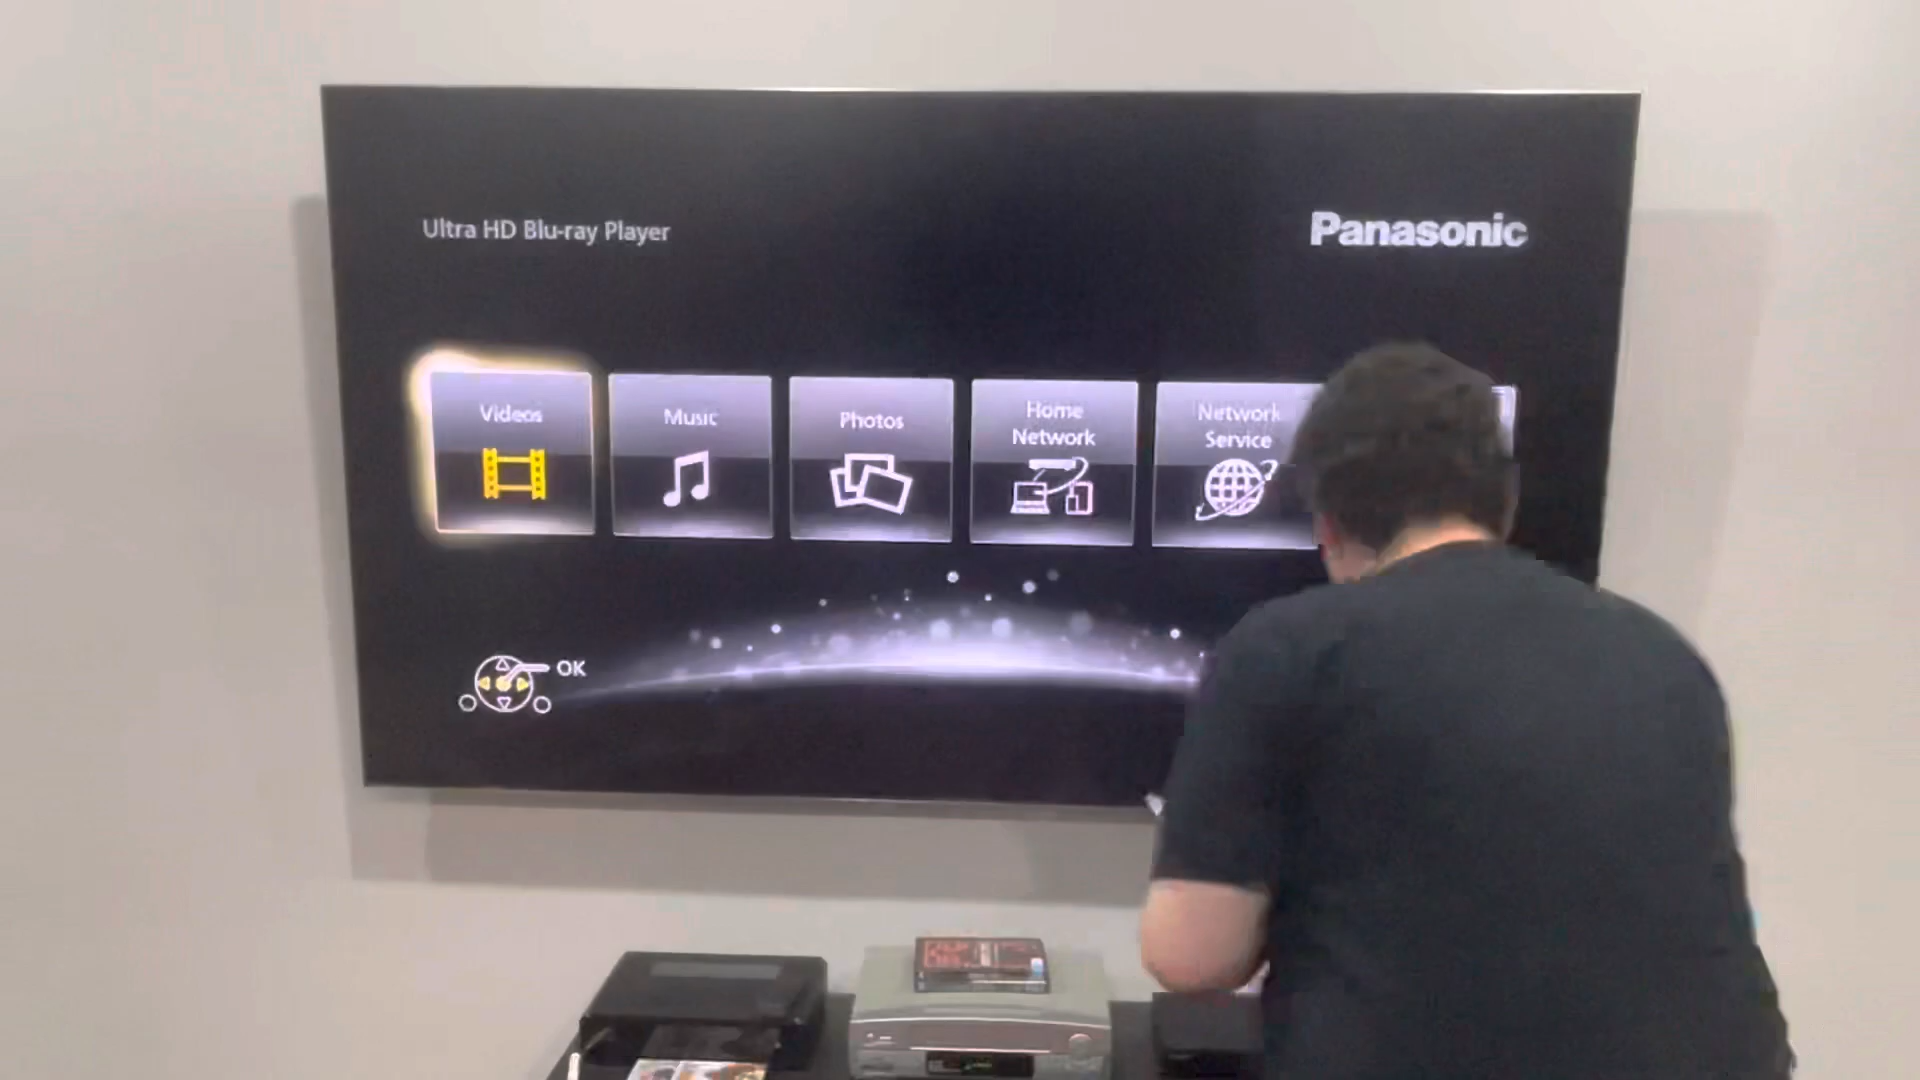 Ultra HD Blu-ray Player
Panasonic
Videos
Music
Photos
Home
Network
Network
Service
OK